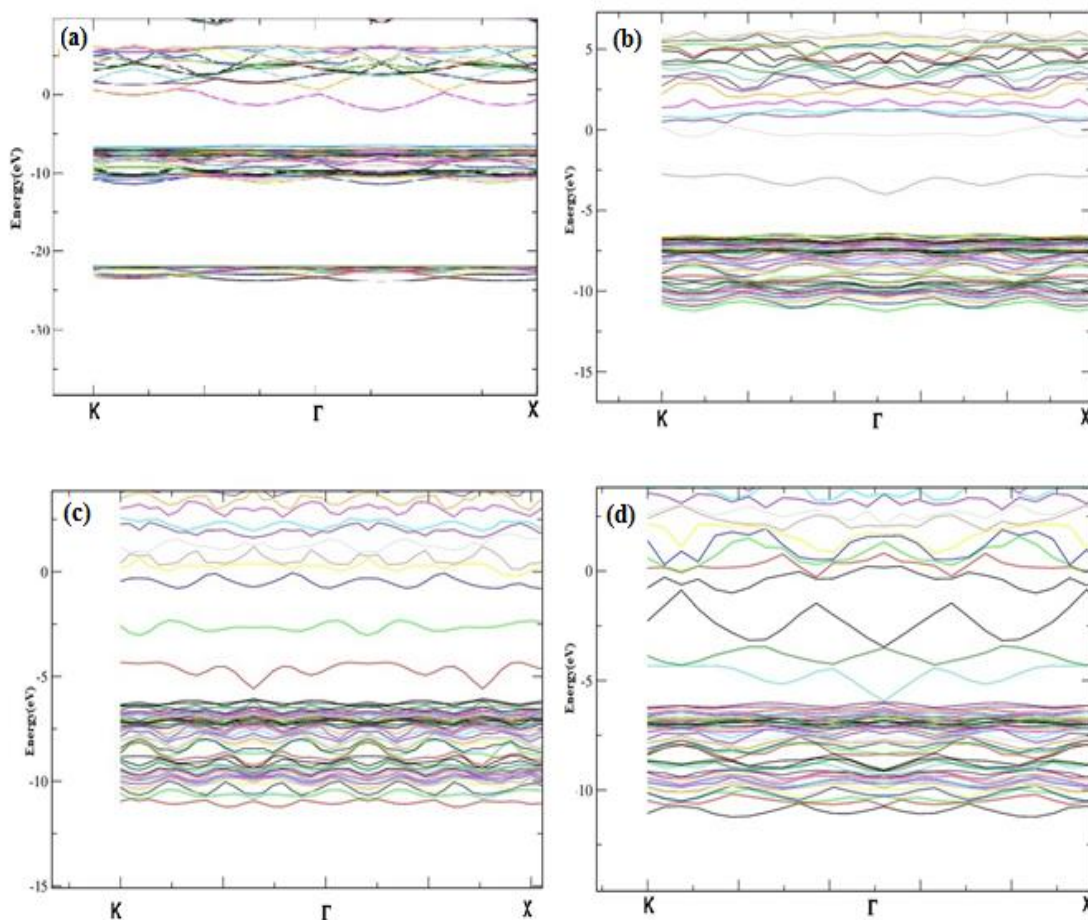 (a)
Energy(eV)
0
-10
-20
-30
K Γ X
(b)
Energy(eV)
5
0
-5
-10
-15
K Γ X
(c)
Energy(eV)
0
-5
-10
-15
K Γ X
(d)
Energy(eV)
0
-5
-10
K Γ X